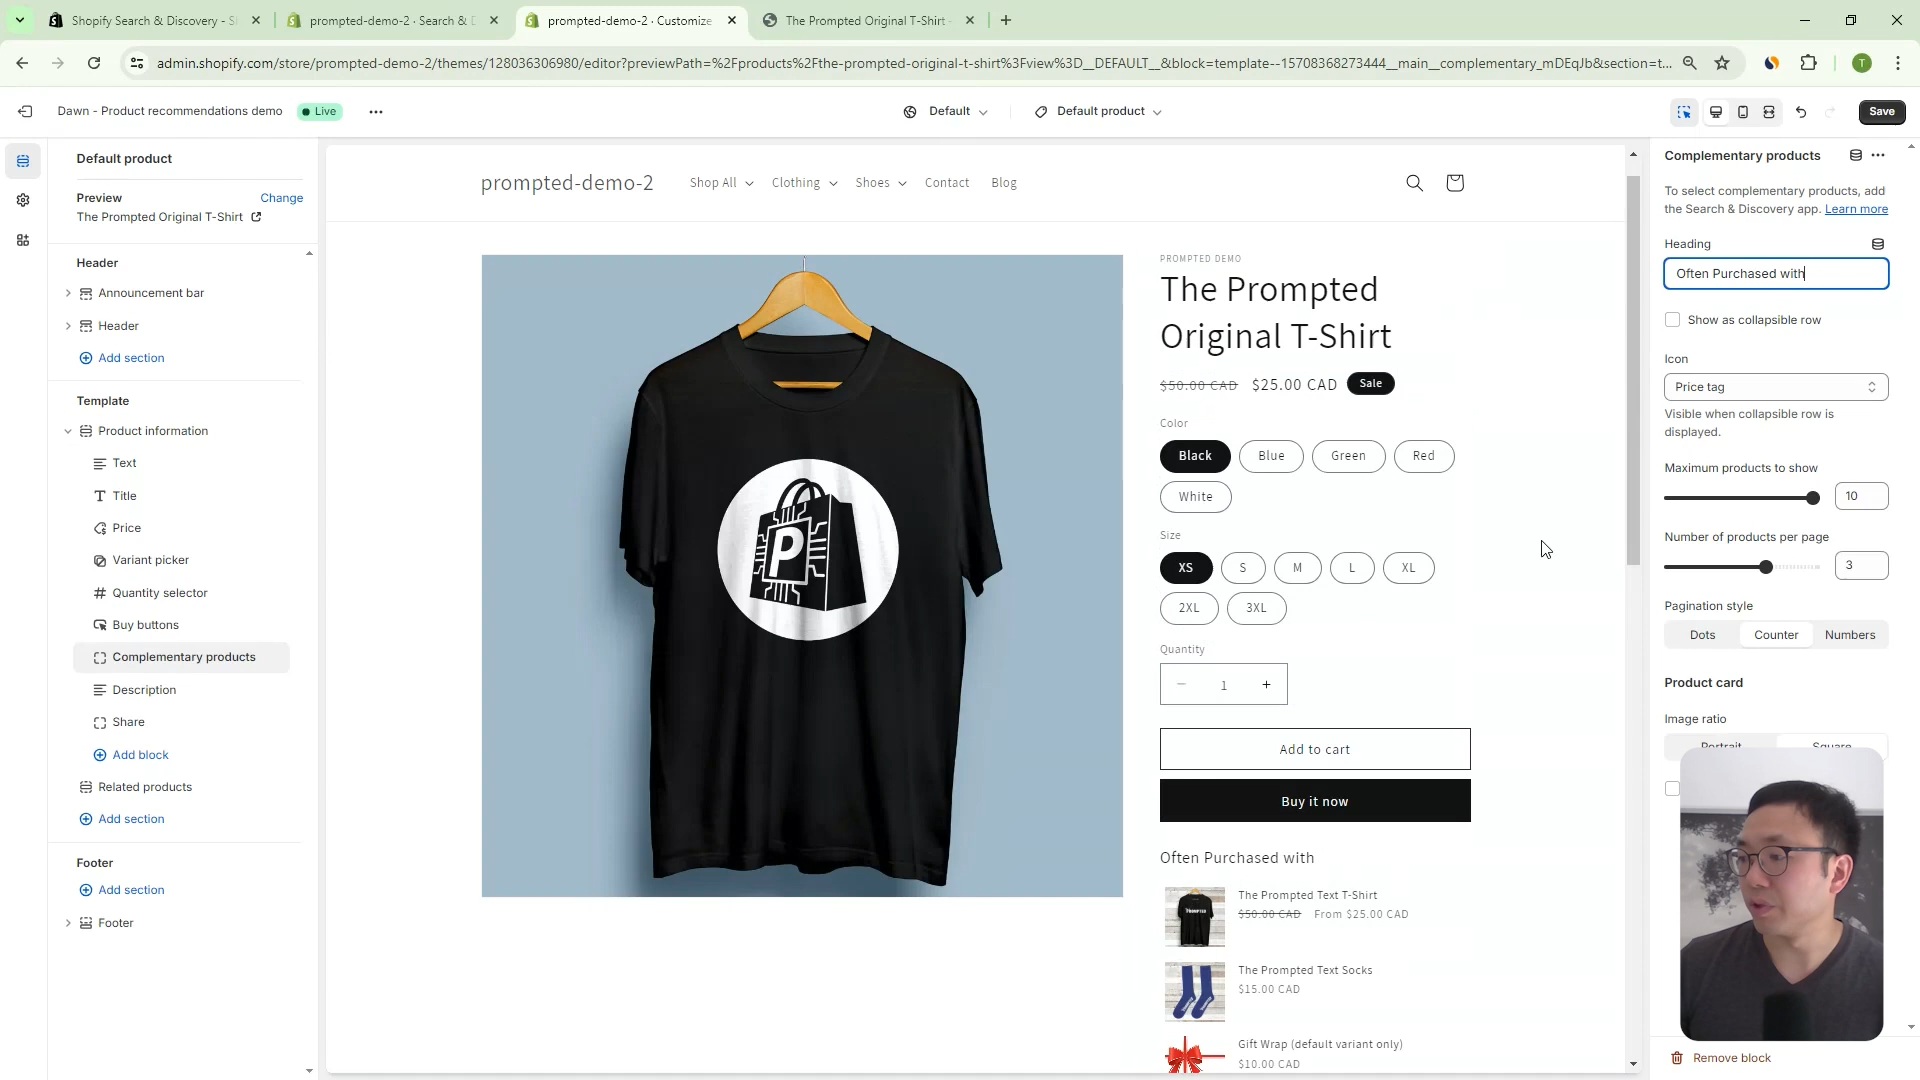 Shopify Search & Discovery - S
prompted-demo-2 · Search & D
prompted-demo-2 · Customize
The Prompted Original T-Shirt
admin.shopify.com/store/prompted-demo-2/themes/128036306980/editor?previewPath=%2Fproducts%2Fthe-prompted-original-t-shirt%3Fview%3D__DEFAULT__&block=template--15708368273444__main__complementary_mDEqJb&section=t...
T
Dawn - Product recommendations demo
Live
Default
Default product
Save
Default product
Preview
Change
The Prompted Original T-Shirt
Header
Announcement bar
Header
Add section
Template
Product information
Text
Title
Price
Variant picker
Quantity selector
Buy buttons
Complementary products
Description
Share
Add block
Related products
Add section
Footer
Add section
Footer
prompted-demo-2
Shop All
Clothing
Shoes
Contact
Blog
P
PROMPTED DEMO
The Prompted
Original T-Shirt
$50.00 CAD $25.00 CAD Sale
Color
Black Blue Green Red
White
Size
XS S M L XL
2XL 3XL
Quantity
− 1 +
Add to cart
Buy it now
Often Purchased with
The Prompted Text T-Shirt
$50.00 CAD From $25.00 CAD
The Prompted Text Socks
$15.00 CAD
Gift Wrap (default variant only)
$10.00 CAD
Complementary products
To select complementary products, add
the Search & Discovery app. Learn more
Heading
Often Purchased with
Show as collapsible row
Icon
Price tag
Visible when collapsible row is
displayed.
Maximum products to show
10
Number of products per page
3
Pagination style
Dots Counter Numbers
Product card
Image ratio
Portrait Square
Remove block